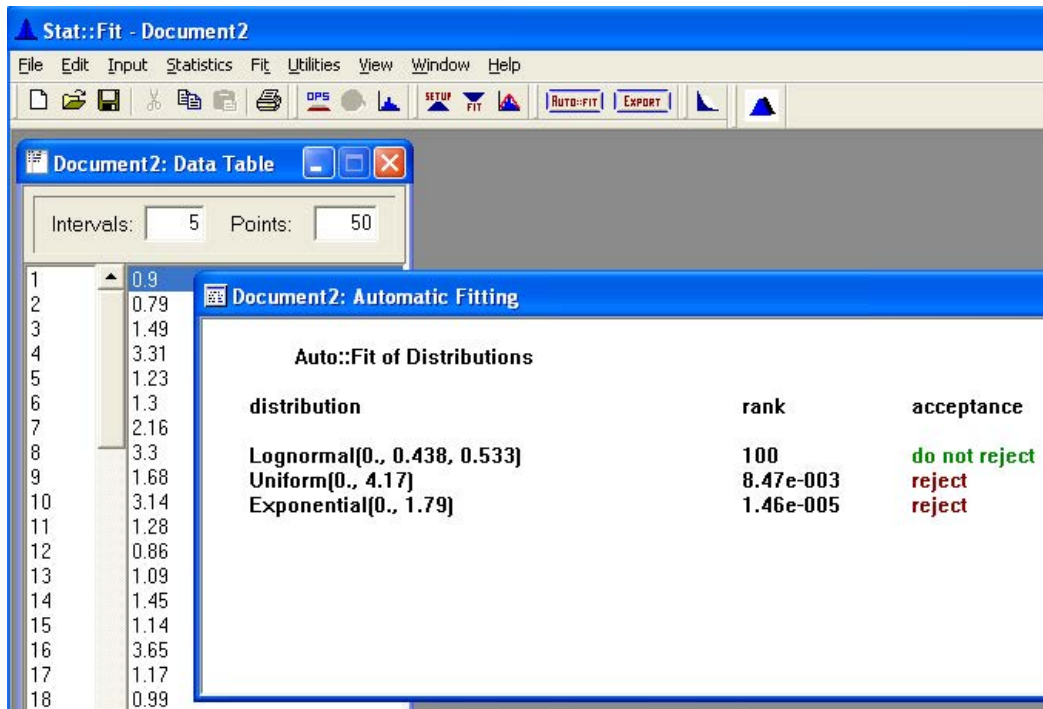 Stat::Fit - Document2
File Edit Input Statistics Fit Utilities View Window Help
OPS SETUP FIT AUTO::FIT EXPORT
Document2: Data Table
Intervals: 5 Points: 50
1 0.9
2 0.79
3 1.49
4 3.31
5 1.23
6 1.3
7 2.16
8 3.3
9 1.68
10 3.14
11 1.28
12 0.86
13 1.09
14 1.45
15 1.14
16 3.65
17 1.17
18 0.99
Document2: Automatic Fitting
Auto::Fit of Distributions
distribution rank acceptance
Lognormal(0., 0.438, 0.533) 100 do not reject
Uniform(0., 4.17) 8.47e-003 reject
Exponential(0., 1.79) 1.46e-005 reject